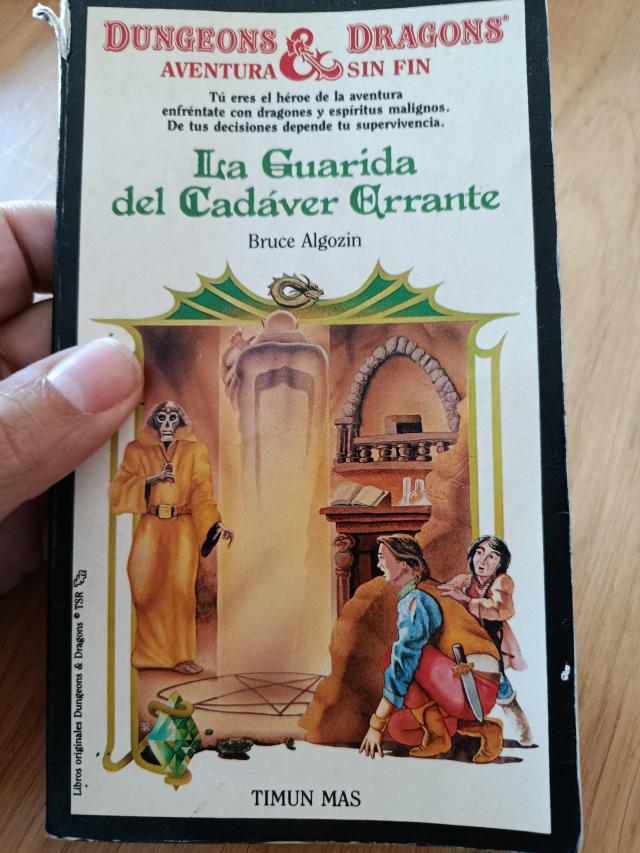 DUNGEONS & DRAGONS®
AVENTURA SIN FIN
Tú eres el héroe de la aventura
enfréntate con dragones y espíritus malignos.
De tus decisiones depende tu supervivencia.
La Guarida
del Cadáver Errante
Bruce Algozin
Libros originales Dungeons & Dragons ® TSR
TIMUN MAS